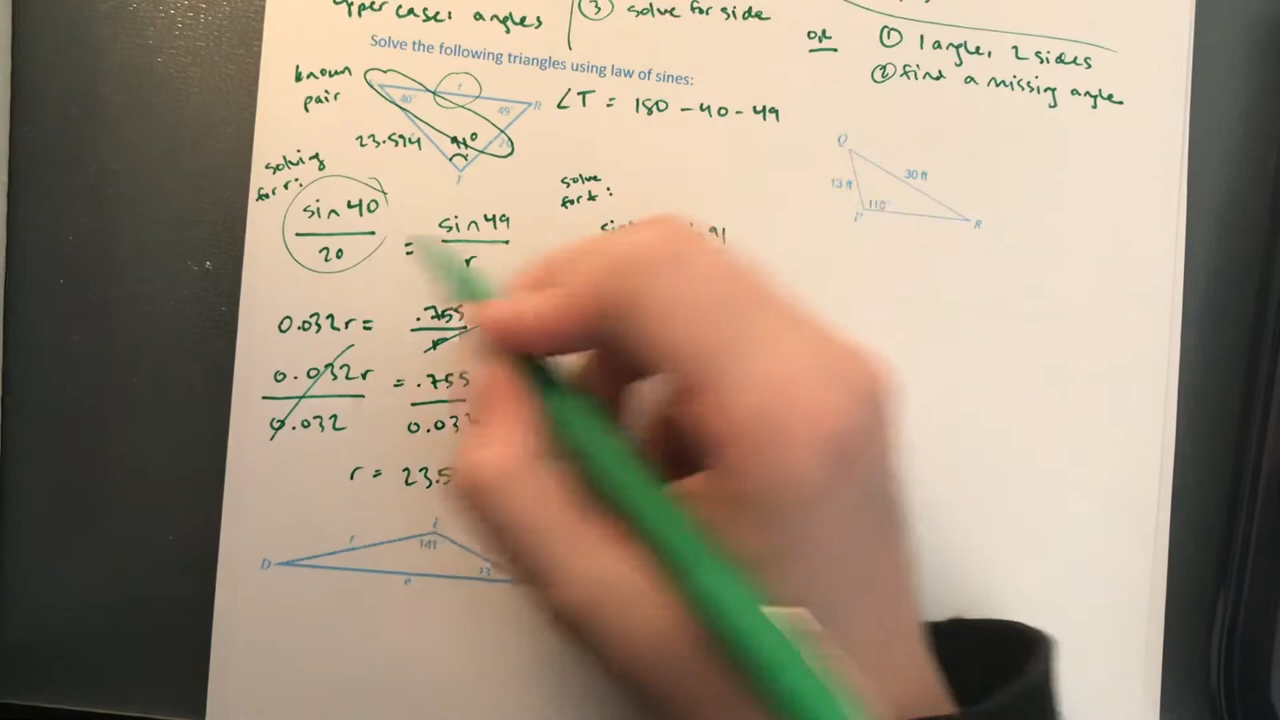 upper case: angles
③ solve for side
or
① 1 angle, 2 sides
② find a missing angle
Solve the following triangles using law of sines:
known
pair
40°
t
49°
R
∠T = 180 - 40 - 49
23.594
91°
T
solving
for r:
sin 40
20
=
sin 49
r
solve
for t:
0.032r =
.755
r
0.032r
0.032
= .755
0.032
r = 23.5
Q
13 ft
30 ft
110°
P
R
D
f
E
141°
e